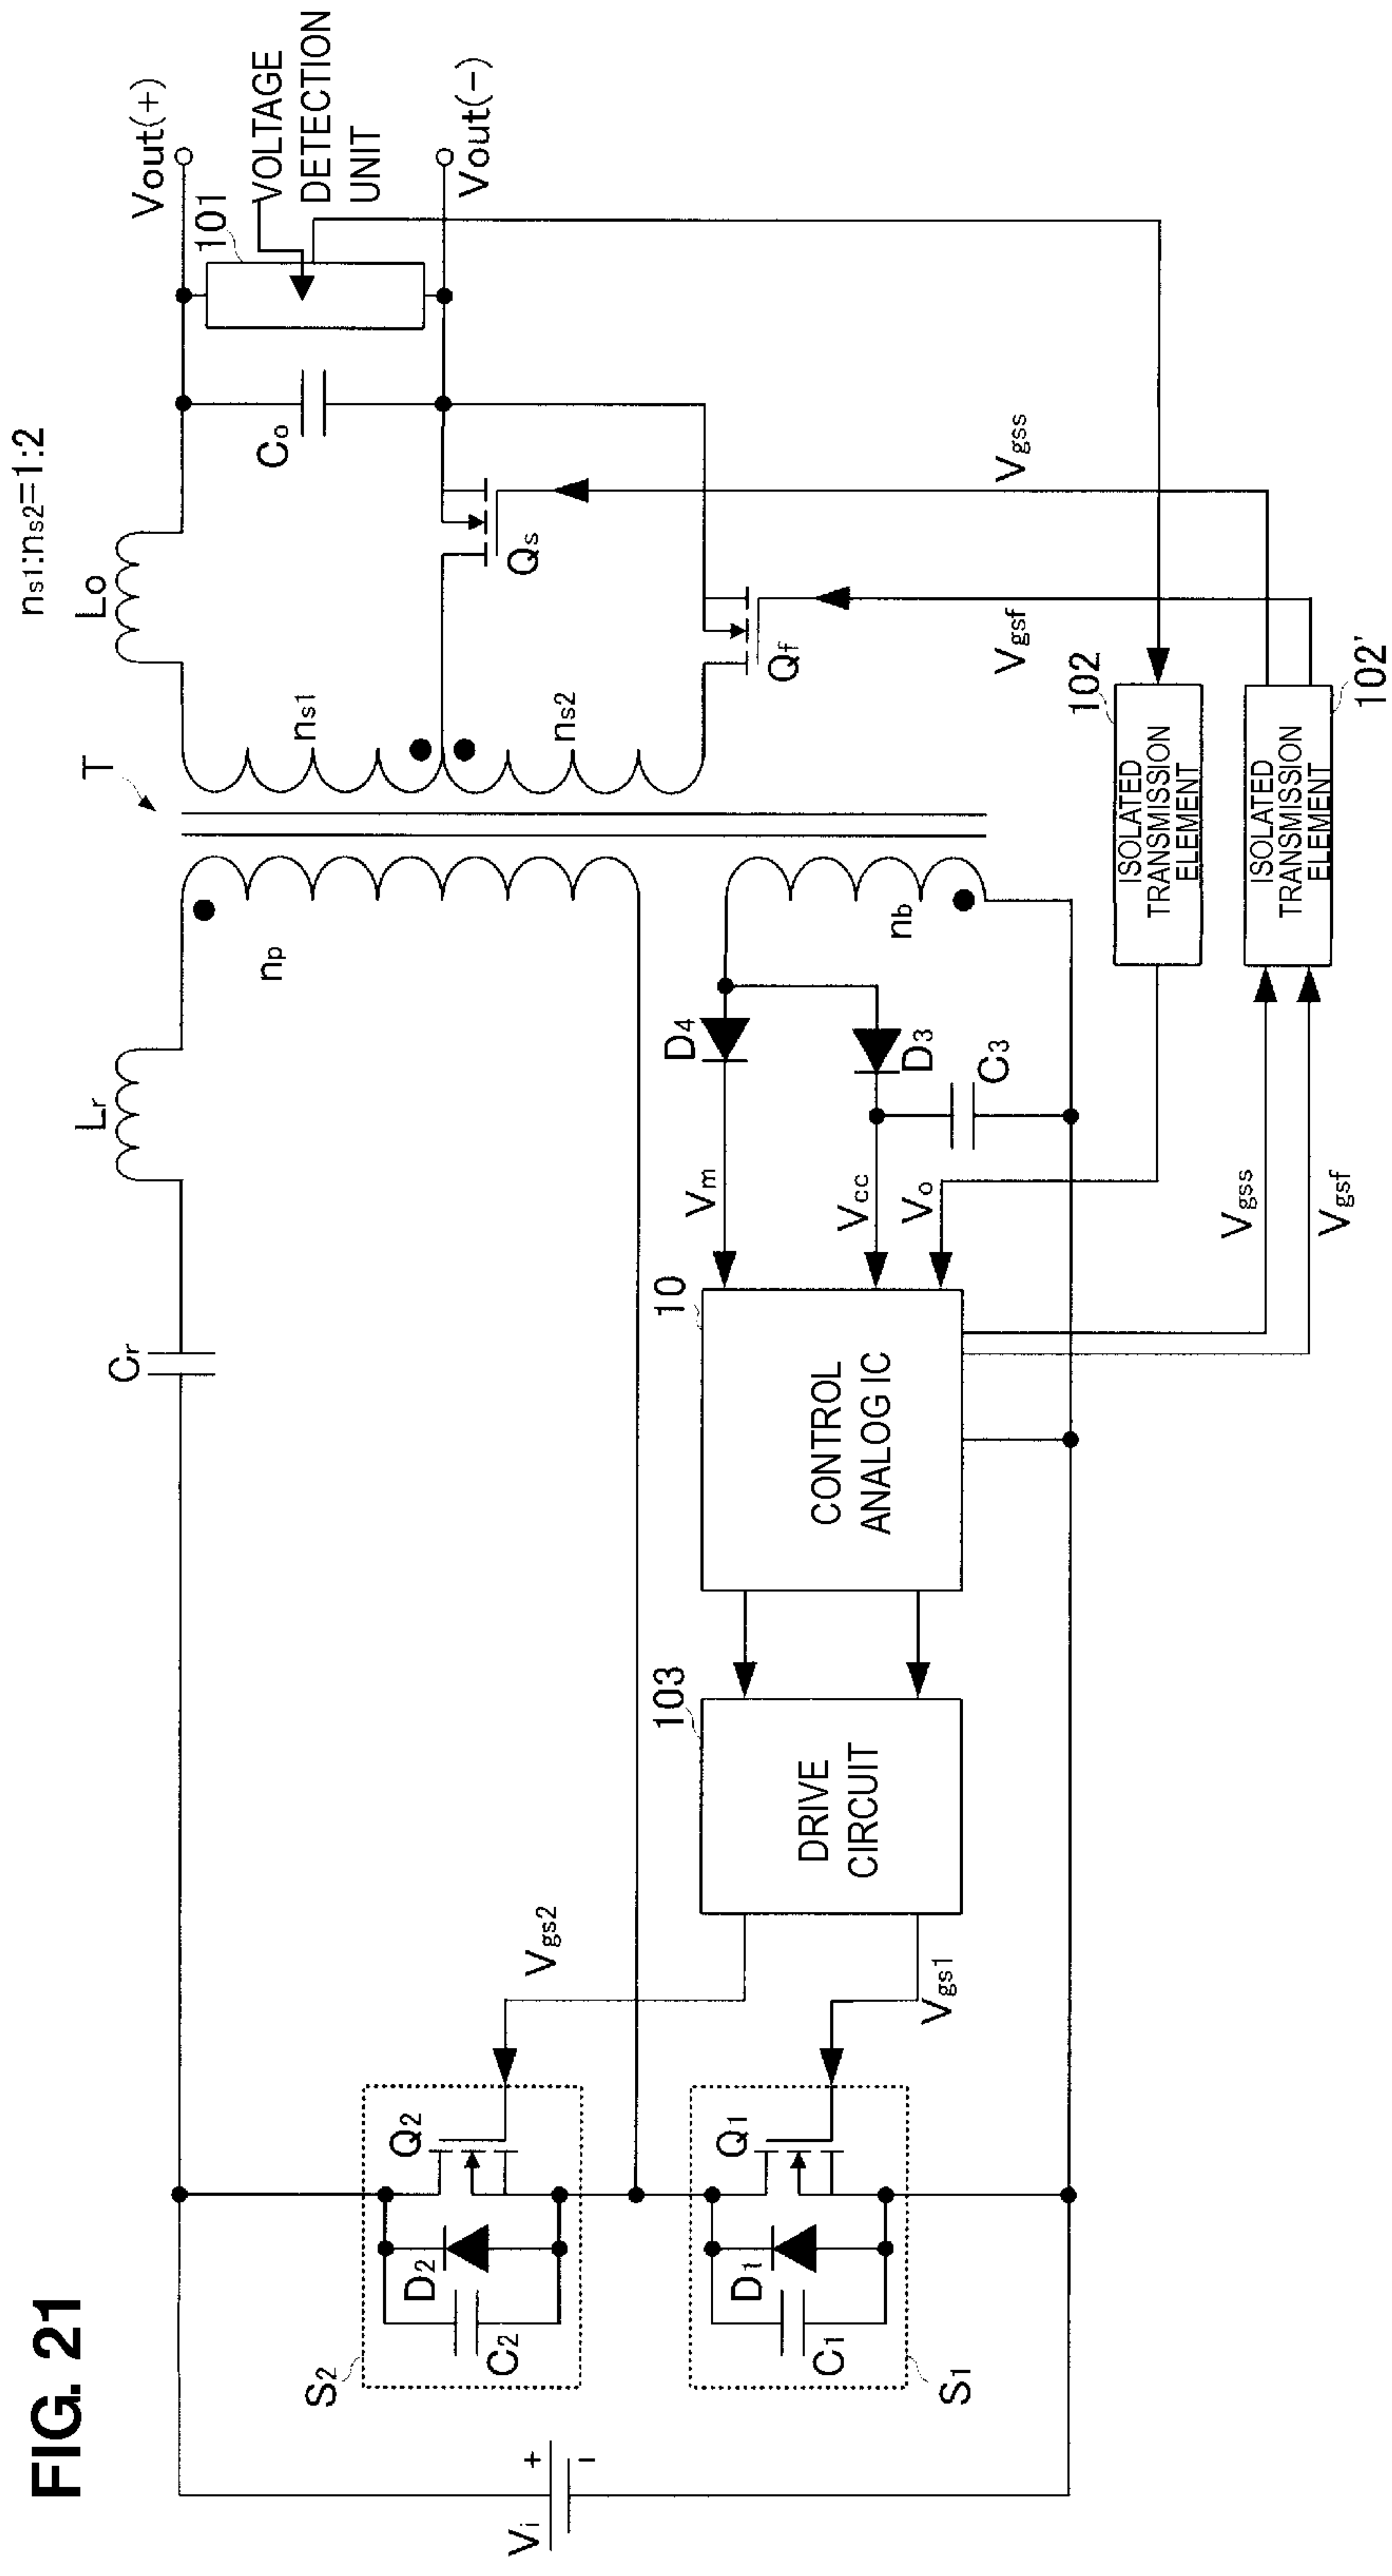 FIG. 21
ns1:ns2=1:2
T
Cr
Lr
np
Lo
ns1
ns2
Co
Vout(+)
101
VOLTAGE
DETECTION
UNIT
Vout(-)
Qs
Qf
Vi
+
-
S2
C2
D2
Q2
Vgs2
S1
C1
D1
Q1
Vgs1
103
DRIVE
CIRCUIT
10
CONTROL
ANALOG IC
Vm
Vcc
Vo
D4
D3
C3
nb
Vgss
Vgsf
102
ISOLATED
TRANSMISSION
ELEMENT
ISOLATED
TRANSMISSION
ELEMENT
102'
Vgss
Vgsf